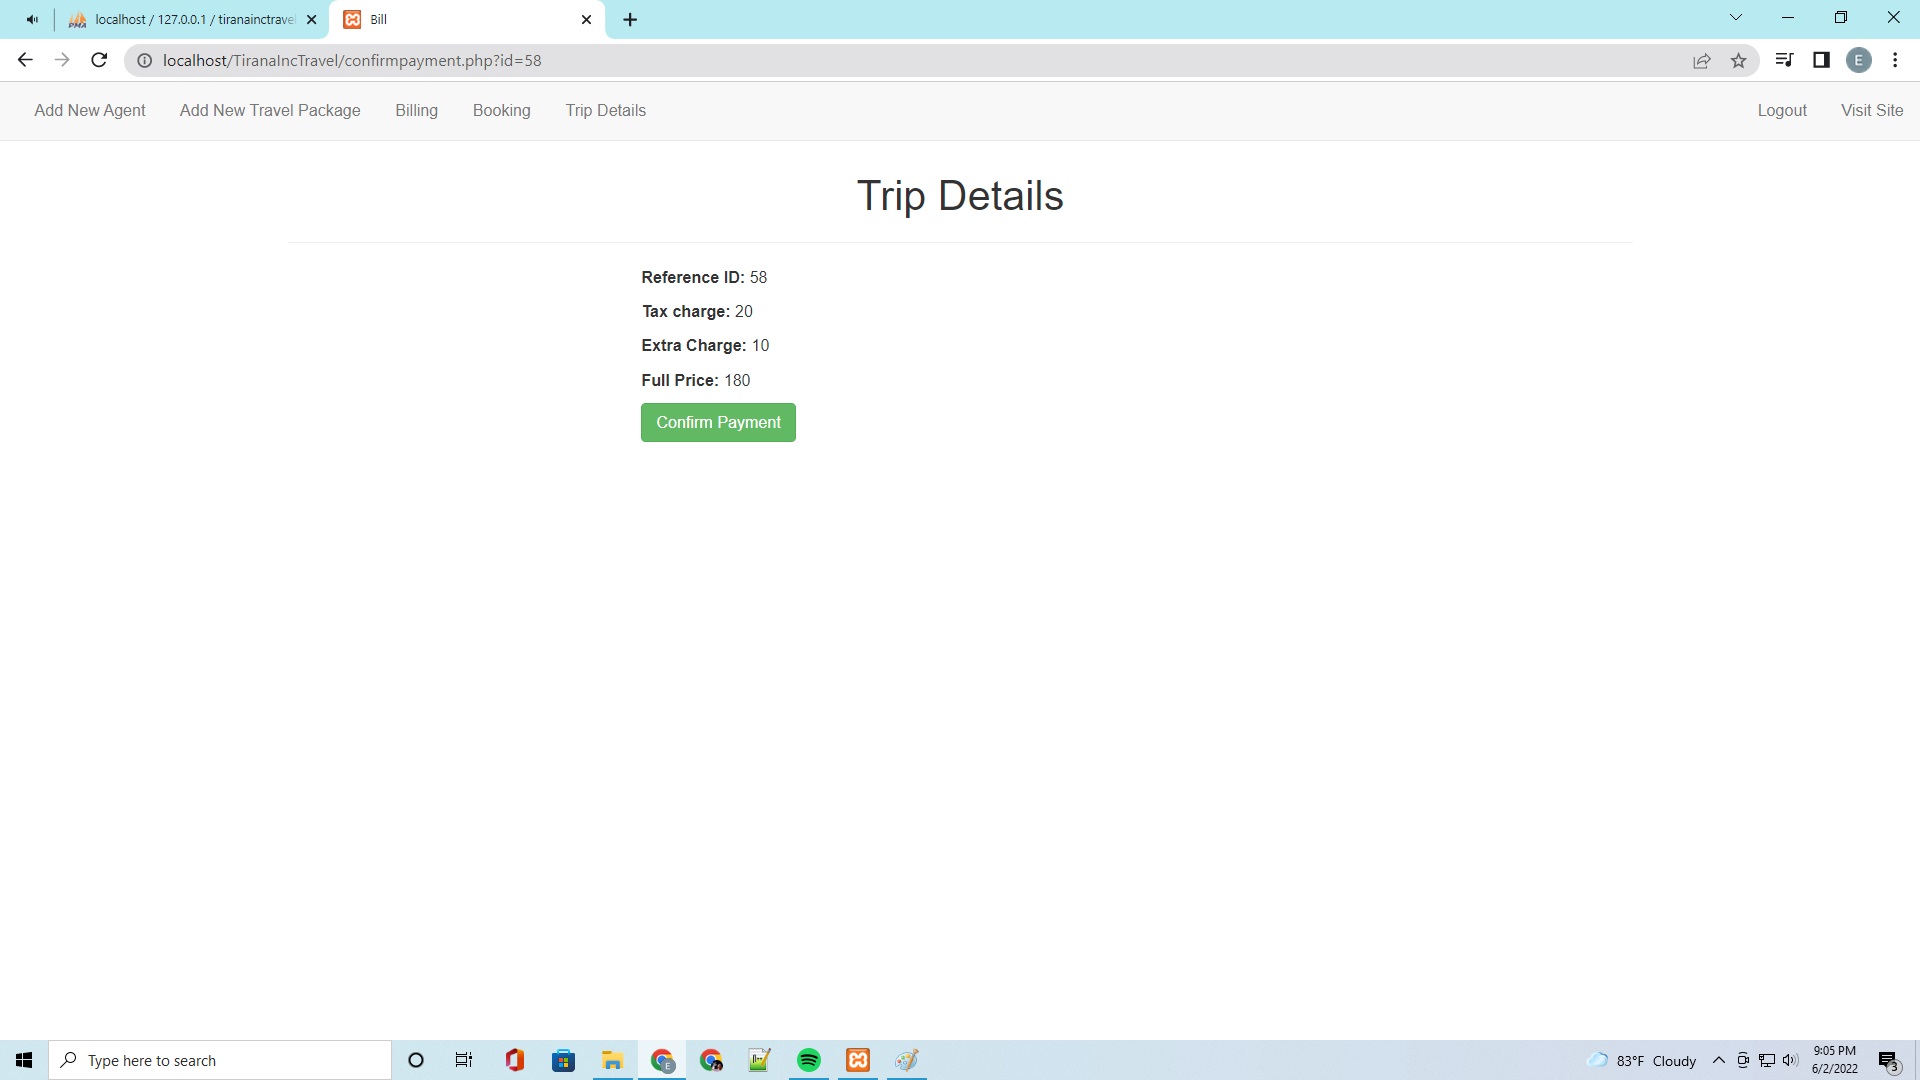 localhost / 127.0.0.1 / tiranainctrave
Bill
localhost/TiranaIncTravel/confirmpayment.php?id=58
E
Add New Agent Add New Travel Package Billing Booking Trip Details Logout Visit Site
Trip Details
Reference ID: 58
Tax charge: 20
Extra Charge: 10
Full Price: 180
Confirm Payment
Type here to search
83°F Cloudy
9:05 PM
6/2/2022
3